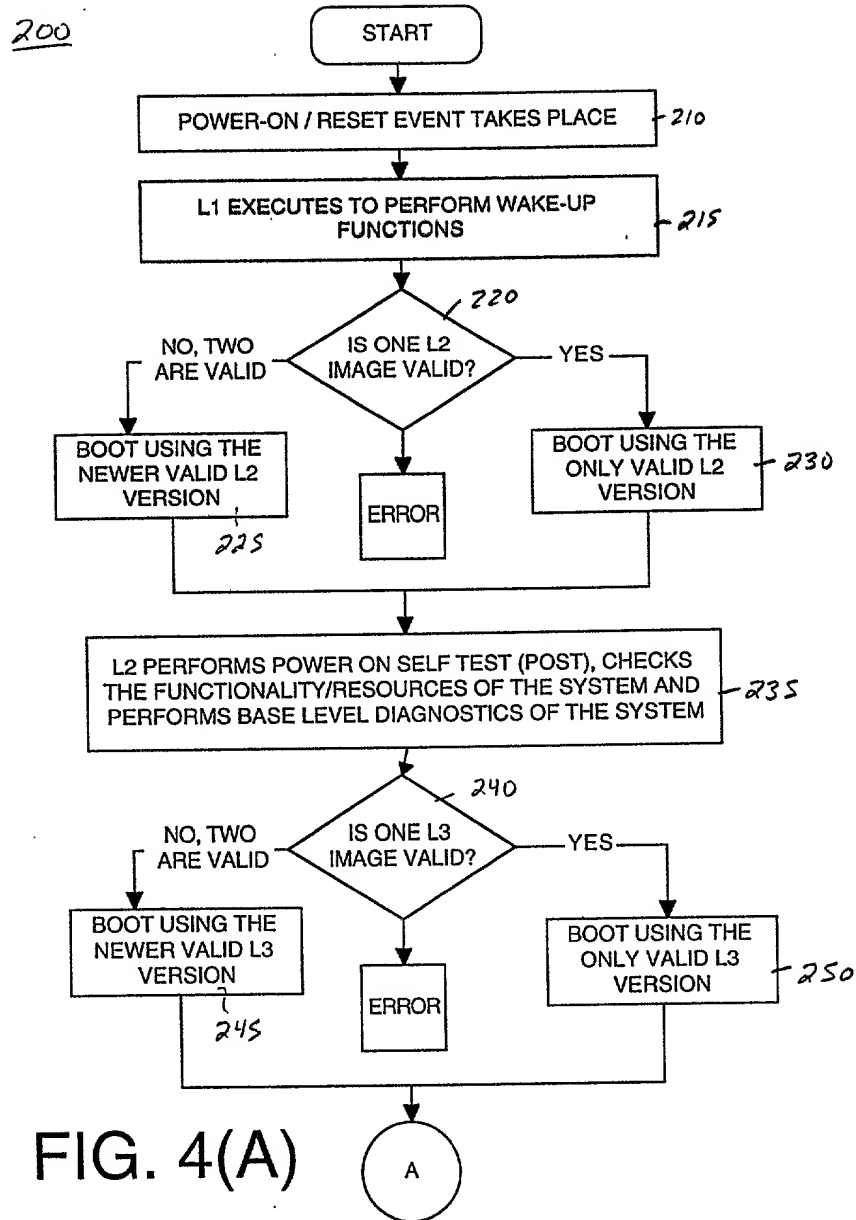 200
START
POWER-ON / RESET EVENT TAKES PLACE
210
L1 EXECUTES TO PERFORM WAKE-UP
FUNCTIONS
215
220
NO, TWO
ARE VALID
IS ONE L2
IMAGE VALID?
YES
BOOT USING THE
NEWER VALID L2
VERSION
225
ERROR
BOOT USING THE
ONLY VALID L2
VERSION
230
L2 PERFORMS POWER ON SELF TEST (POST), CHECKS
THE FUNCTIONALITY/RESOURCES OF THE SYSTEM AND
PERFORMS BASE LEVEL DIAGNOSTICS OF THE SYSTEM
235
240
NO, TWO
ARE VALID
IS ONE L3
IMAGE VALID?
YES
BOOT USING THE
NEWER VALID L3
VERSION
245
ERROR
BOOT USING THE
ONLY VALID L3
VERSION
250
FIG. 4(A)
A